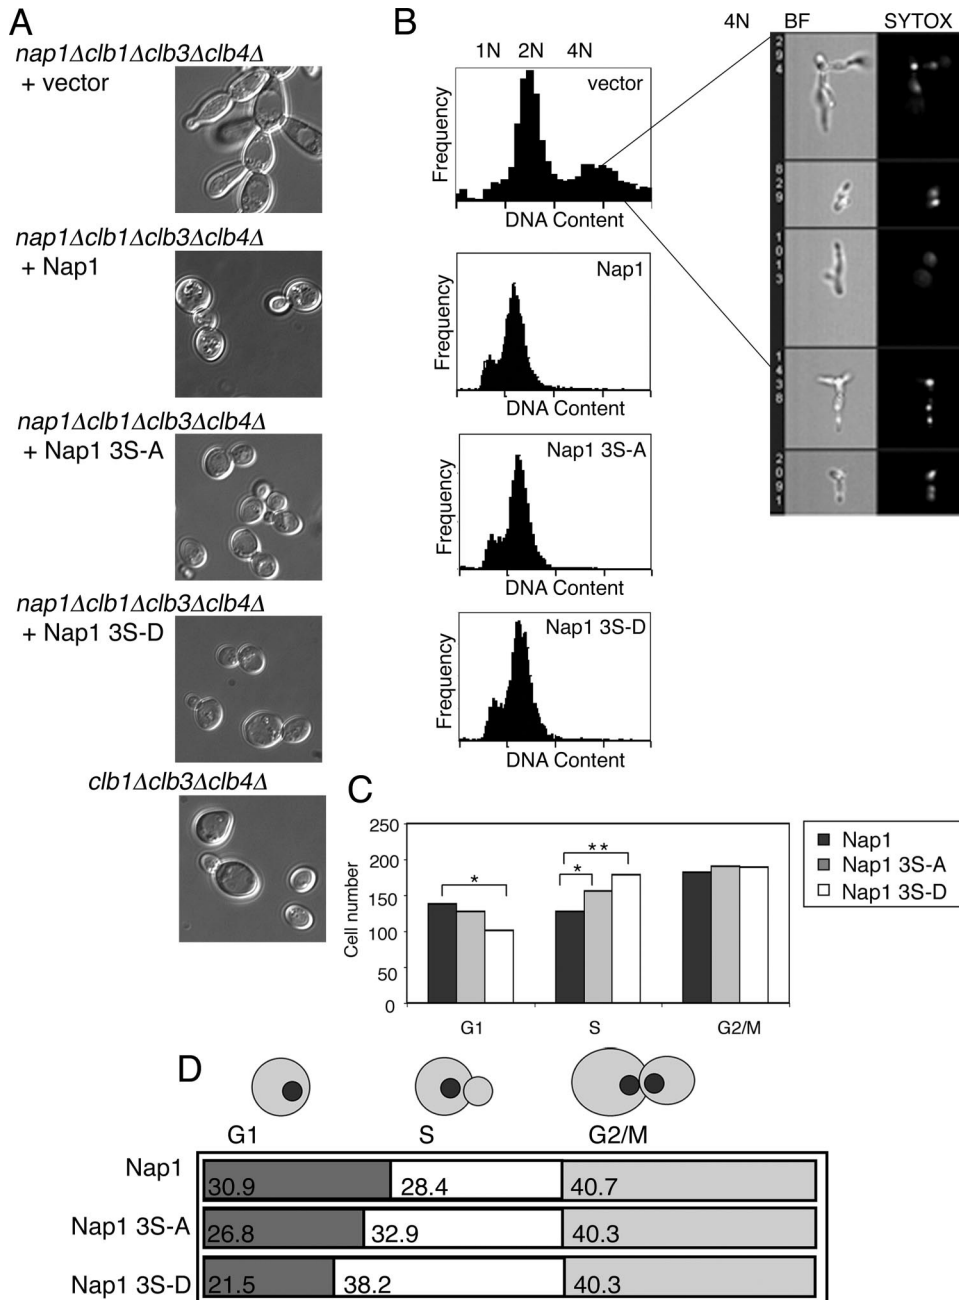 A
nap1Δclb1Δclb3Δclb4Δ
+ vector
nap1Δclb1Δclb3Δclb4Δ
+ Nap1
nap1Δclb1Δclb3Δclb4Δ
+ Nap1 3S-A
nap1Δclb1Δclb3Δclb4Δ
+ Nap1 3S-D
clb1Δclb3Δclb4Δ
B
1N 2N 4N
vector
Frequency
DNA Content
Nap1
Frequency
DNA Content
Nap1 3S-A
Frequency
DNA Content
Nap1 3S-D
Frequency
DNA Content
4N BF SYTOX
294
829
1013
1438
2091
C
250
200
150
100
50
0
Cell number
*
*
**
G1 S G2/M
Nap1
Nap1 3S-A
Nap1 3S-D
D
G1 S G2/M
Nap1 30.9 28.4 40.7
Nap1 3S-A 26.8 32.9 40.3
Nap1 3S-D 21.5 38.2 40.3